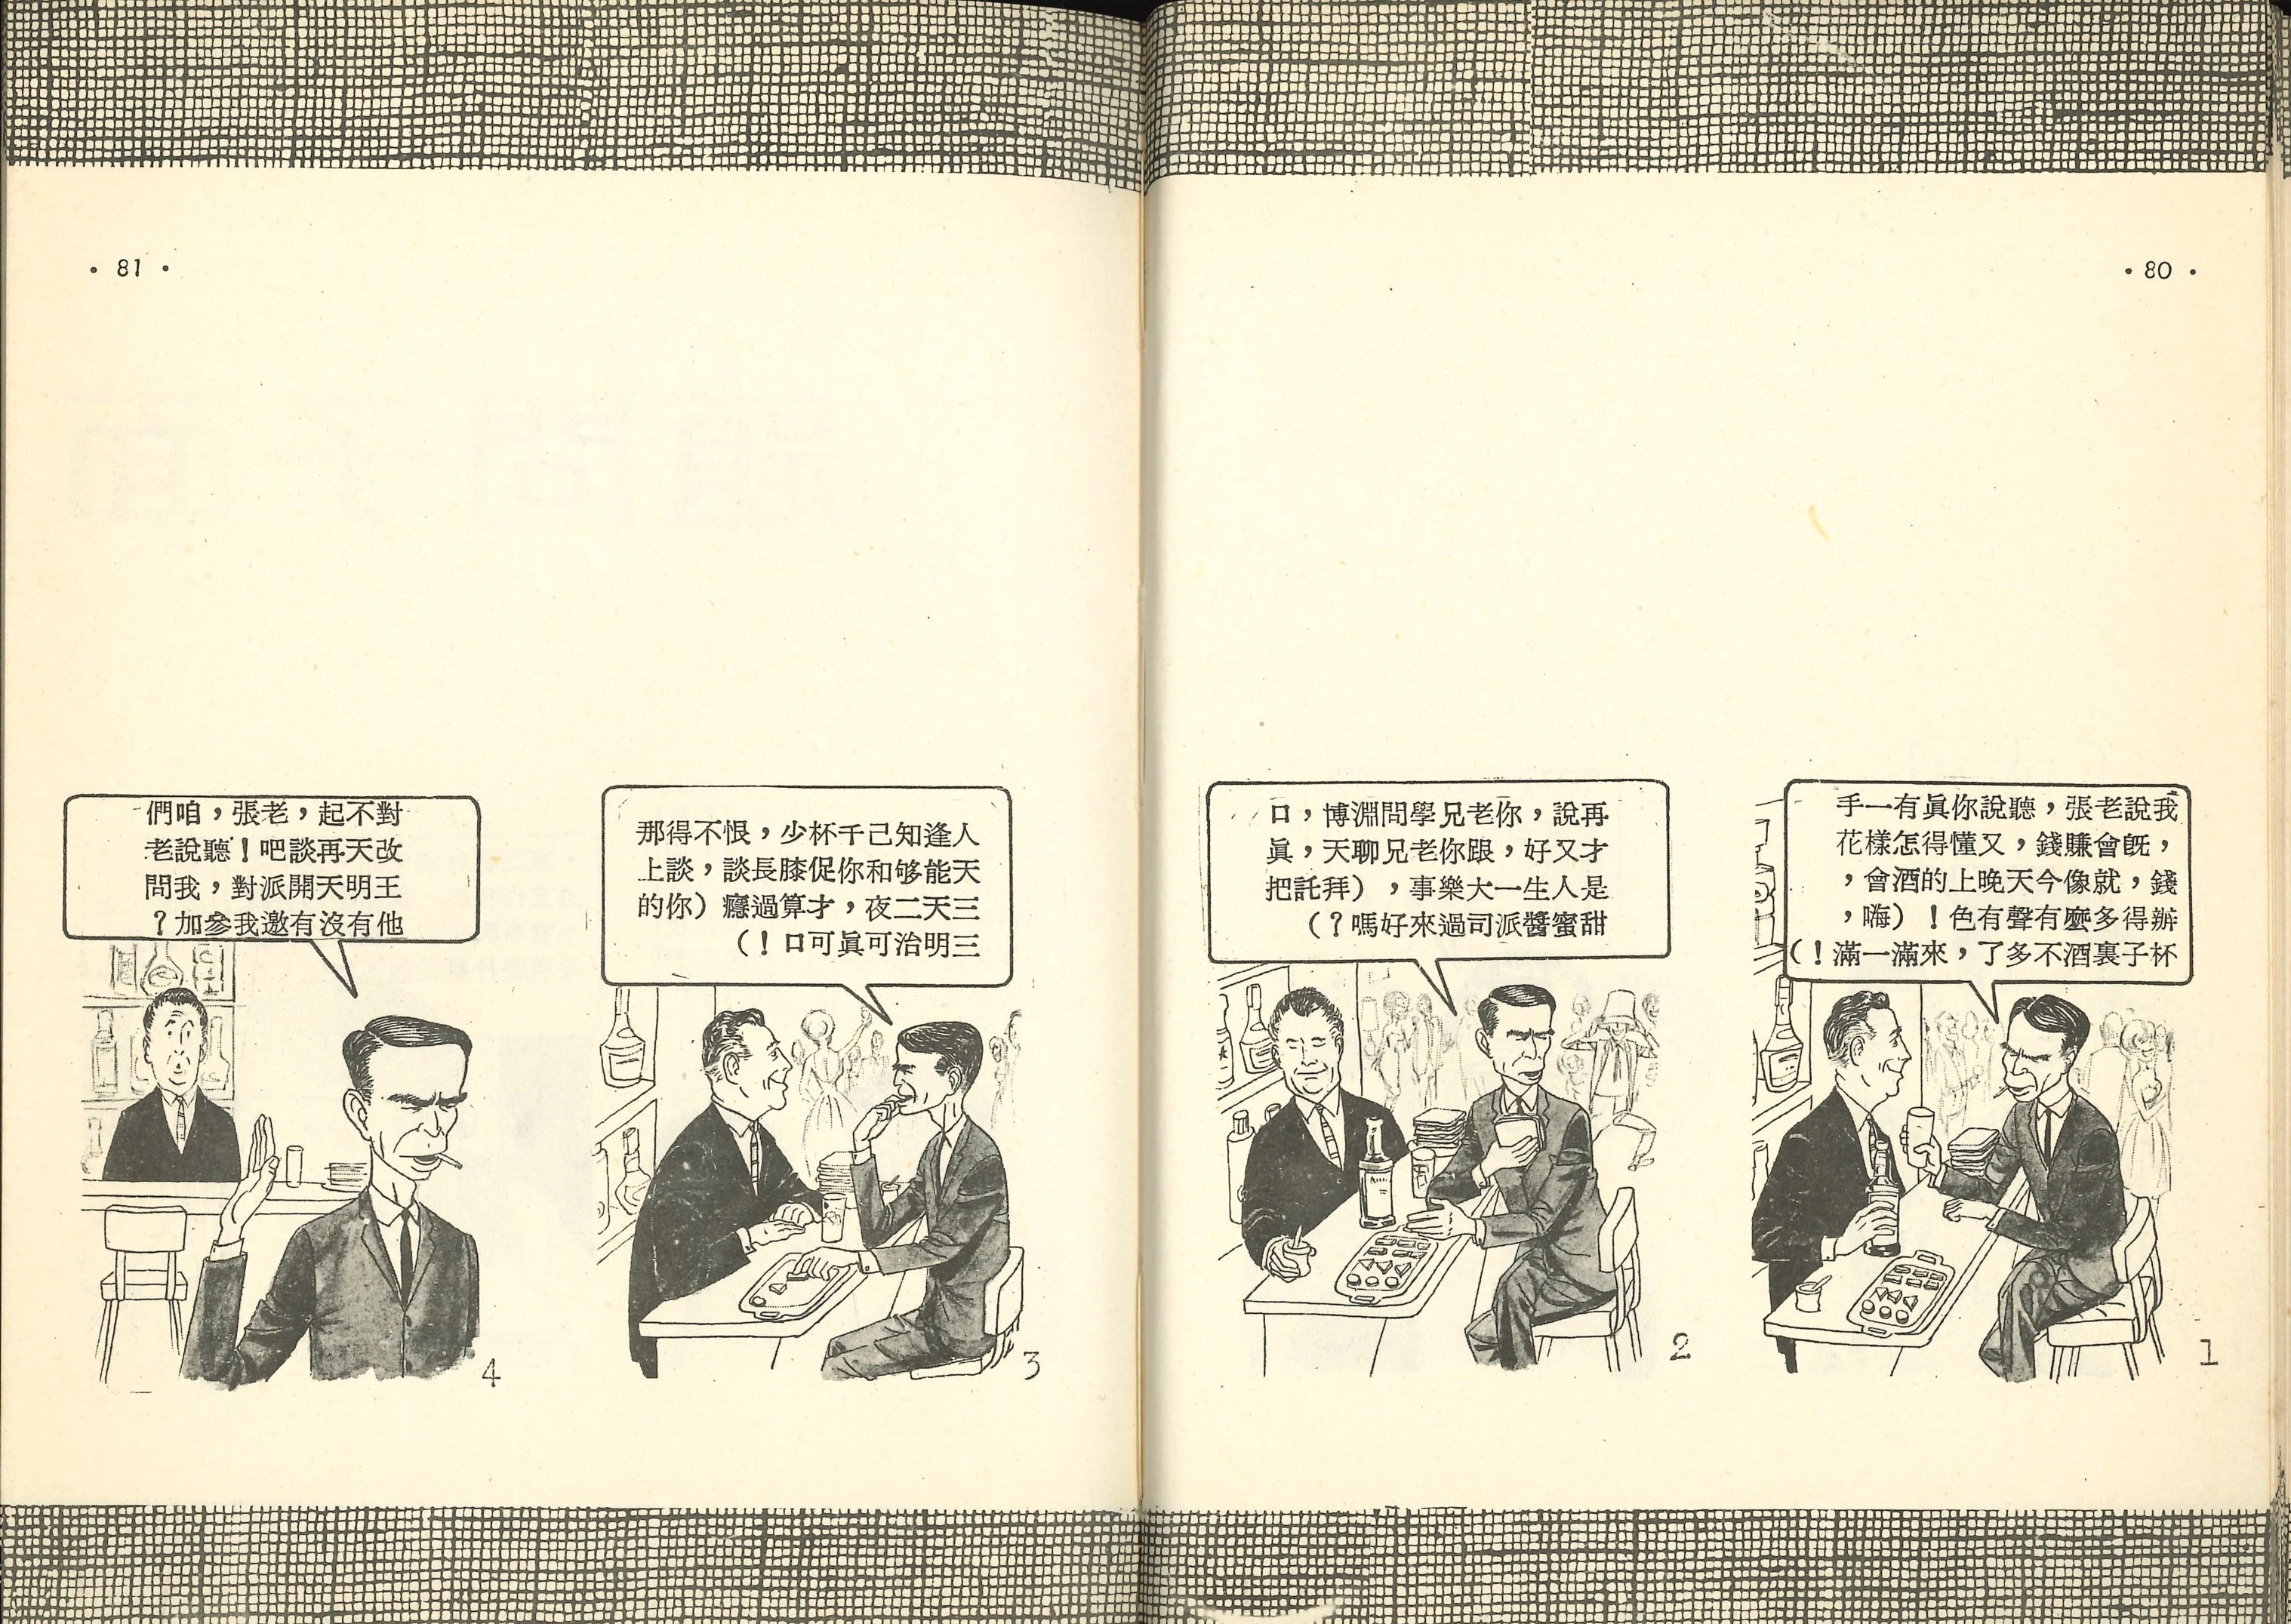 • 80 •
我說老張，聽說你眞有一手
，旣會賺錢，又懂得怎樣花
錢，就像今天晚上的酒會，
辦得多麼有聲有色！（嗨，
杯子裏酒不多了，來滿一滿！）
1
再說，你老兄學問淵博，口
才又好，跟你老兄聊天，眞
是人生一大樂事，（拜託把
甜蜜醬派司過來好嗎？）
2
• 81 •
人逢知己千杯少，恨不得那
天能够和你促膝長談，談上
三天二夜，才算過癮（你的
三明治可眞可口！）
3
對不起，老張，咱們
改天再談吧！聽說老
王明天開派對，我問
他有沒有邀我參加？
4